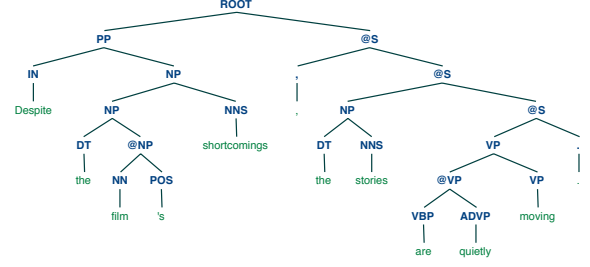 ROOT
PP @S
IN NP , @S
Despite NP NNS , NP @S
DT @NP shortcomings DT NNS VP .
the NN POS the stories @VP VP .
film 's VBP ADVP moving
are quietly